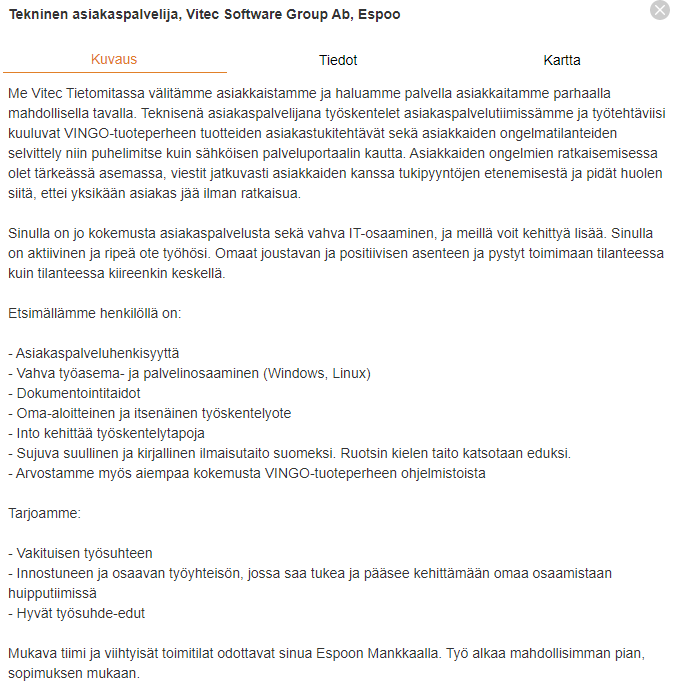 Tekninen asiakaspalvelija, Vitec Software Group Ab, Espoo
Kuvaus
Tiedot
Kartta
Me Vitec Tietomitassa välitämme asiakkaistamme ja haluamme palvella asiakkaitamme parhaalla
mahdollisella tavalla. Teknisenä asiakaspalvelijana työskentelet asiakaspalvelutiimissämme ja työtehtäviisi
kuuluvat VINGO-tuoteperheen tuotteiden asiakastukitehtävät sekä asiakkaiden ongelmatilanteiden
selvittely niin puhelimitse kuin sähköisen palveluportaalin kautta. Asiakkaiden ongelmien ratkaisemisessa
olet tärkeässä asemassa, viestit jatkuvasti asiakkaiden kanssa tukipyyntöjen etenemisestä ja pidät huolen
siitä, ettei yksikään asiakas jää ilman ratkaisua.
Sinulla on jo kokemusta asiakaspalvelusta sekä vahva IT-osaaminen, ja meillä voit kehittyä lisää. Sinulla
on aktiivinen ja ripeä ote työhösi. Omaat joustavan ja positiivisen asenteen ja pystyt toimimaan tilanteessa
kuin tilanteessa kiireenkin keskellä.
Etsimällämme henkilöllä on:
- Asiakaspalveluhenkisyyttä
- Vahva työasema- ja palvelinosaaminen (Windows, Linux)
- Dokumentointitaidot
- Oma-aloitteinen ja itsenäinen työskentelyote
- Into kehittää työskentelytapoja
- Sujuva suullinen ja kirjallinen ilmaisutaito suomeksi. Ruotsin kielen taito katsotaan eduksi.
- Arvostamme myös aiempaa kokemusta VINGO-tuoteperheen ohjelmistoista
Tarjoamme:
- Vakituisen työsuhteen
- Innostuneen ja osaavan työyhteisön, jossa saa tukea ja pääsee kehittämään omaa osaamistaan
huipputiimissä
- Hyvät työsuhde-edut
Mukava tiimi ja viihtyisät toimitilat odottavat sinua Espoon Mankkaalla. Työ alkaa mahdollisimman pian,
sopimuksen mukaan.